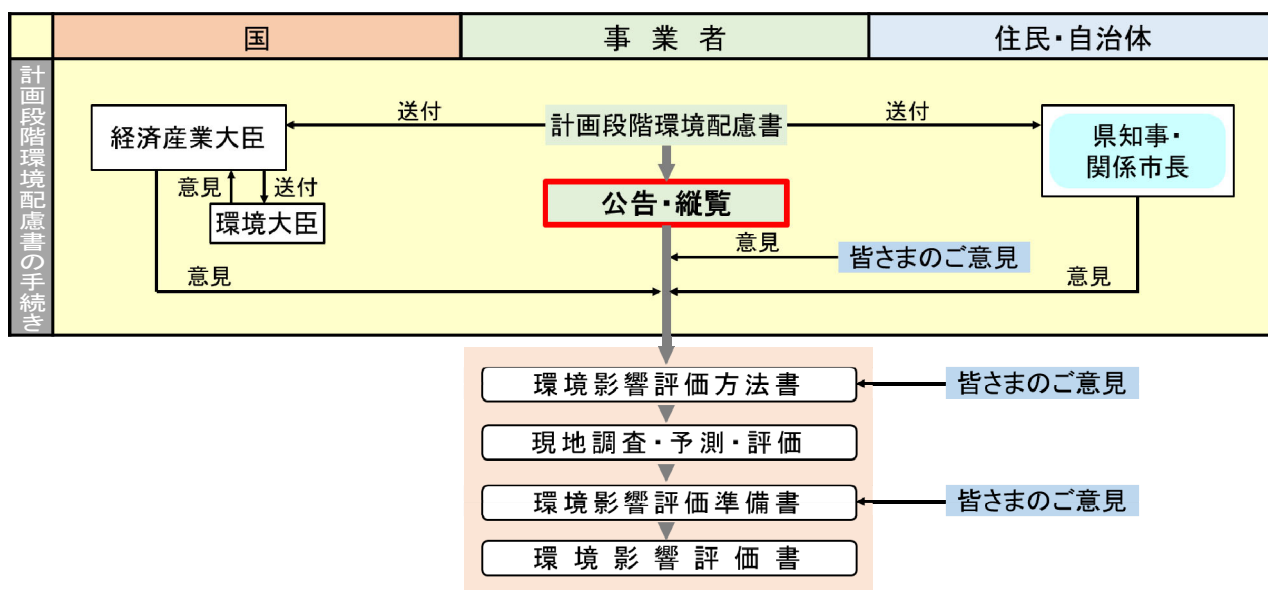 国
事業者
住民・自治体
計画段階環境配慮書の手続き
送付
計画段階環境配慮書
送付
経済産業大臣
県知事・
関係市長
意見
送付
環境大臣
公告・縦覧
意見
皆さまのご意見
意見
意見
環境影響評価方法書
皆さまのご意見
現地調査・予測・評価
環境影響評価準備書
皆さまのご意見
環境影響評価書